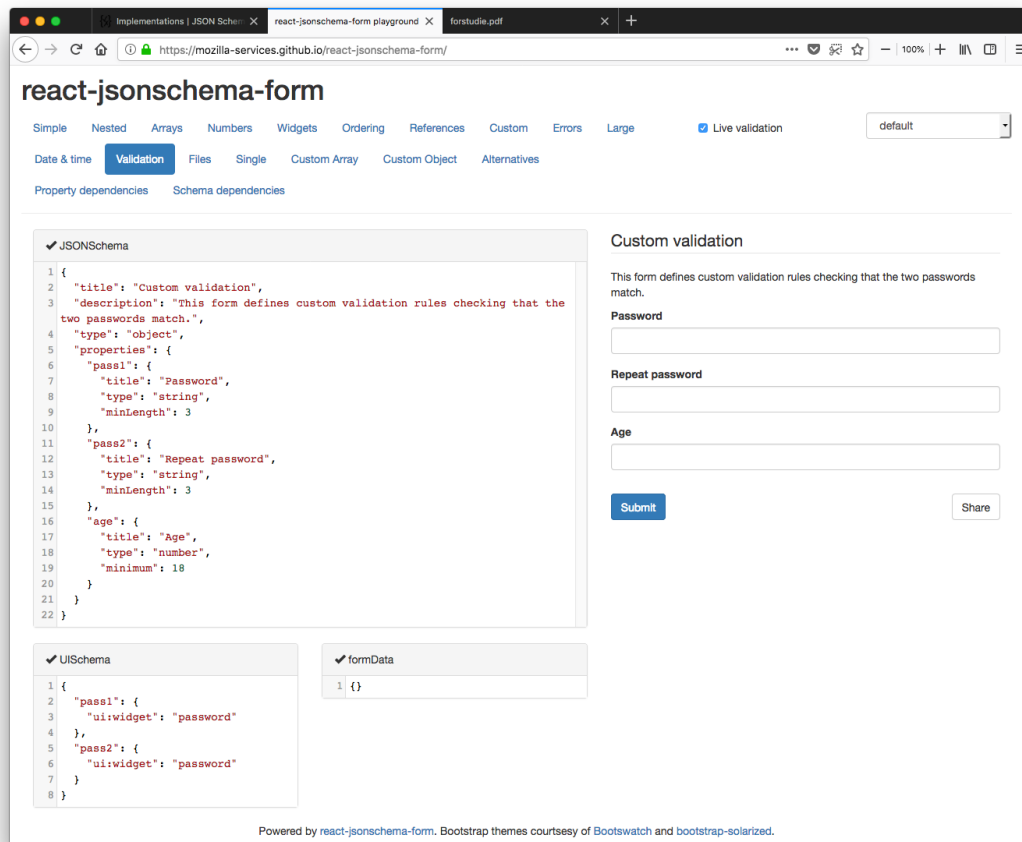 Implementations | JSON Schem
react-jsonschema-form playground
forstudie.pdf
https://mozilla-services.github.io/react-jsonschema-form/
100%
react-jsonschema-form
Simple Nested Arrays Numbers Widgets Ordering References Custom Errors Large
Live validation
default
Date & time Validation Files Single Custom Array Custom Object Alternatives
Property dependencies Schema dependencies
JSONSchema
1 {
2 "title": "Custom validation",
3 "description": "This form defines custom validation rules checking that the
two passwords match.",
4 "type": "object",
5 "properties": {
6 "pass1": {
7 "title": "Password",
8 "type": "string",
9 "minLength": 3
10 },
11 "pass2": {
12 "title": "Repeat password",
13 "type": "string",
14 "minLength": 3
15 },
16 "age": {
17 "title": "Age",
18 "type": "number",
19 "minimum": 18
20 }
21 }
22 }
Custom validation
This form defines custom validation rules checking that the two passwords
match.
Password
Repeat password
Age
Submit
Share
UISchema
1 {
2 "pass1": {
3 "ui:widget": "password"
4 },
5 "pass2": {
6 "ui:widget": "password"
7 }
8 }
formData
1 {}
Powered by react-jsonschema-form. Bootstrap themes courtsesy of Bootswatch and bootstrap-solarized.